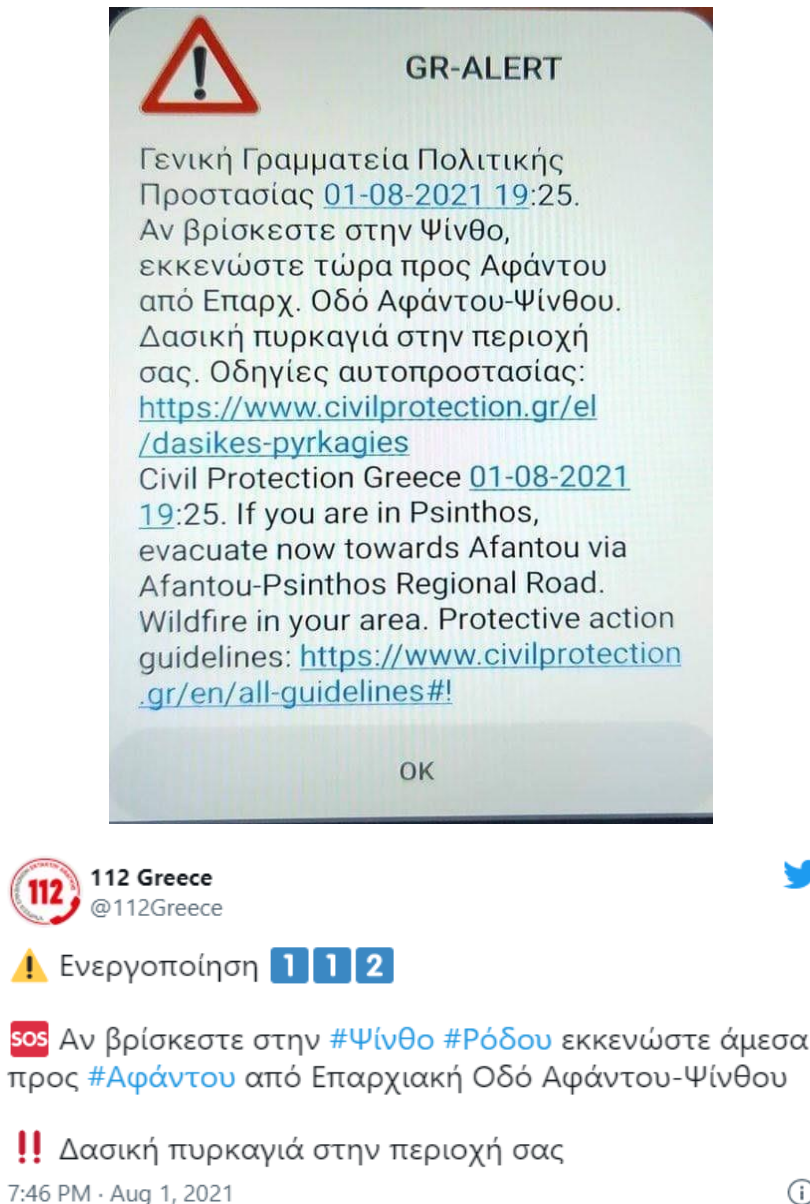 GR-ALERT
Γενική Γραμματεία Πολιτικής
Προστασίας 01-08-2021 19:25.
Αν βρίσκεστε στην Ψίνθο,
εκκενώστε τώρα προς Αφάντου
από Επαρχ. Οδό Αφάντου-Ψίνθου.
Δασική πυρκαγιά στην περιοχή
σας. Οδηγίες αυτοπροστασίας:
https://www.civilprotection.gr/el
/dasikes-pyrkagies
Civil Protection Greece 01-08-2021
19:25. If you are in Psinthos,
evacuate now towards Afantou via
Afantou-Psinthos Regional Road.
Wildfire in your area. Protective action
guidelines: https://www.civilprotection
.gr/en/all-guidelines#!
OK
112
112 Greece
@112Greece
⚠️ Ενεργοποίηση 1️⃣1️⃣2️⃣
🆘 Αν βρίσκεστε στην #Ψίνθο #Ρόδου εκκενώστε άμεσα
προς #Αφάντου από Επαρχιακή Οδό Αφάντου-Ψίνθου
‼️ Δασική πυρκαγιά στην περιοχή σας
7:46 PM · Aug 1, 2021